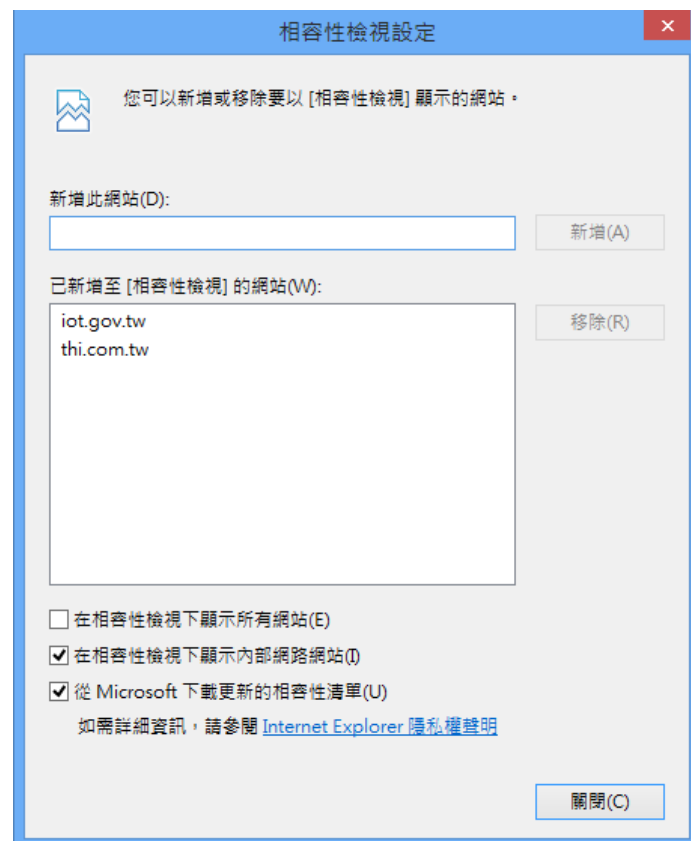 相容性檢視設定
您可以新增或移除要以 [相容性檢視] 顯示的網站。
新增此網站(D):
新增(A)
已新增至 [相容性檢視] 的網站(W):
iot.gov.tw
移除(R)
thi.com.tw
在相容性檢視下顯示所有網站(E)
在相容性檢視下顯示內部網路網站(I)
從 Microsoft 下載更新的相容性清單(U)
如需詳細資訊，請參閱 Internet Explorer 隱私權聲明
關閉(C)